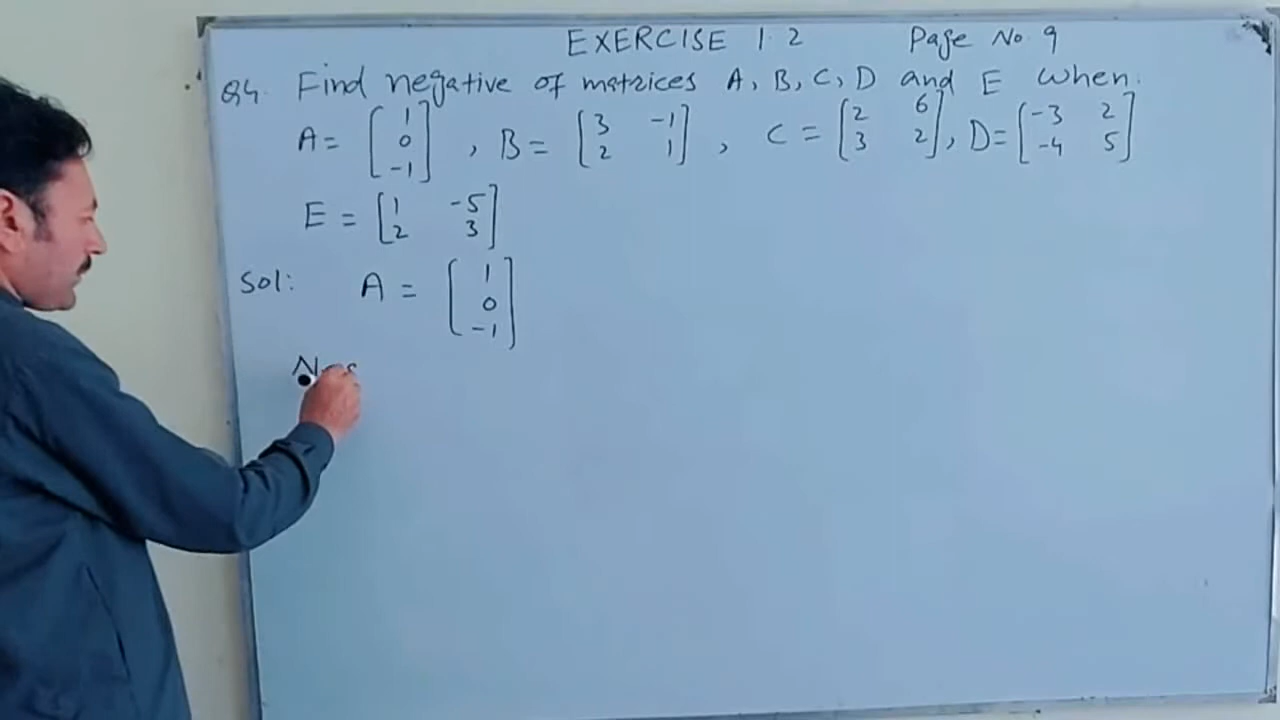 EXERCISE 1.2 Page No. 9
Q4. Find negative of matrices A, B, C, D and E when.
A = [1 0 -1], B = [3 -1 2 1], C = [2 6 3 2], D = [-3 2 -4 5]
E = [1 -5 2 3]
Sol: A = [1 0 -1]